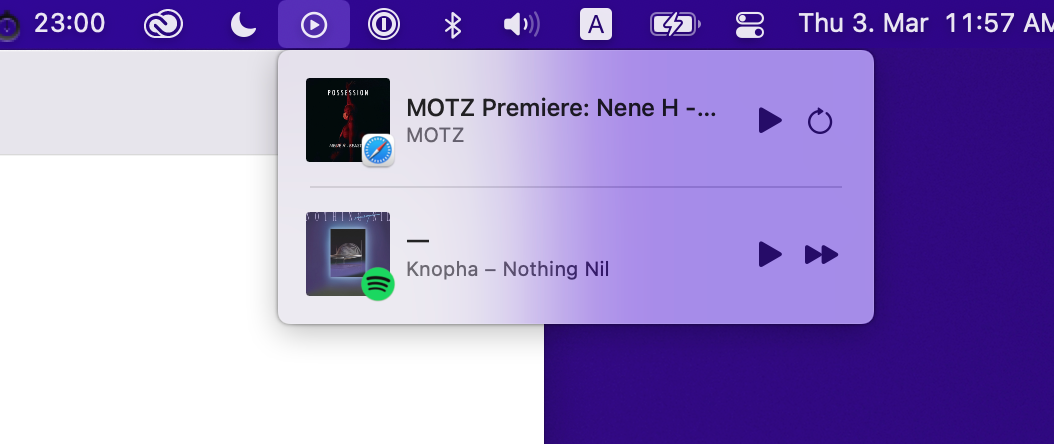 23:00 A Thu 3. Mar 11:57 AM
POSSESSION
MOTZ Premiere: Nene H -...
MOTZ
NOTHING NIL
—
Knopha – Nothing Nil